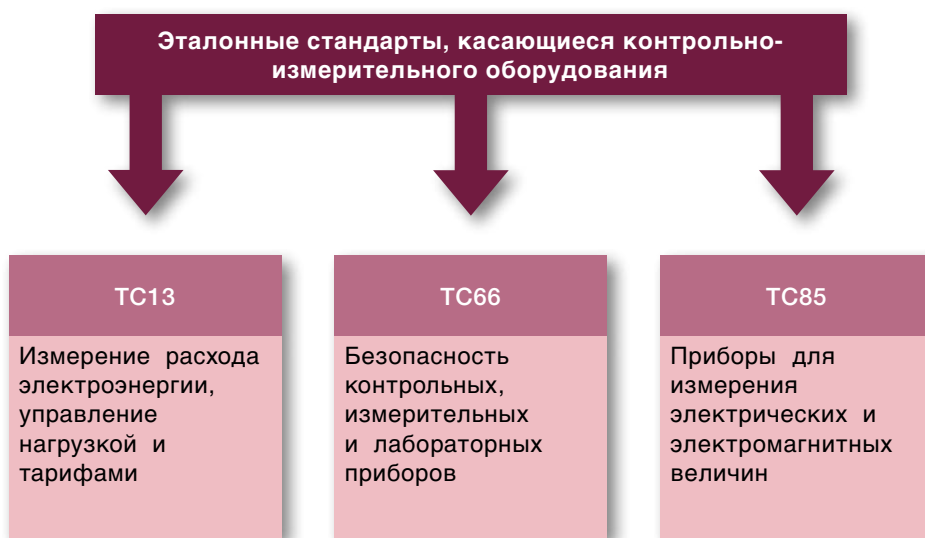 Эталонные стандарты, касающиеся контрольно-
измерительного оборудования
TC13
Измерение расхода
электроэнергии,
управление
нагрузкой и
тарифами
TC66
Безопасность
контрольных,
измерительных
и лабораторных
приборов
TC85
Приборы для
измерения
электрических и
электромагнитных
величин